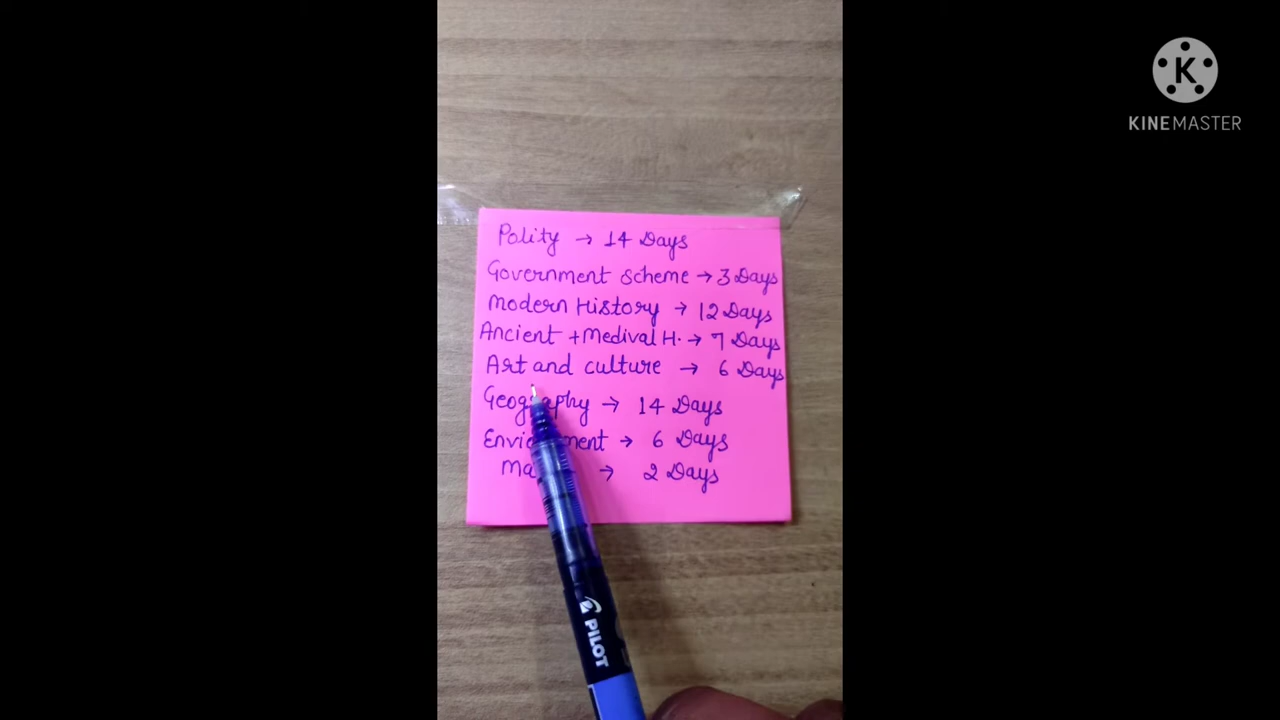 Polity → 14 Days
Government scheme → 3 Days
Modern History → 12 Days
Ancient + Medival H. → 7 Days
Art and culture → 6 Days
Geography → 14 Days
→ 6 Days
→ 2 Days
PILOT
K
KINEMASTER